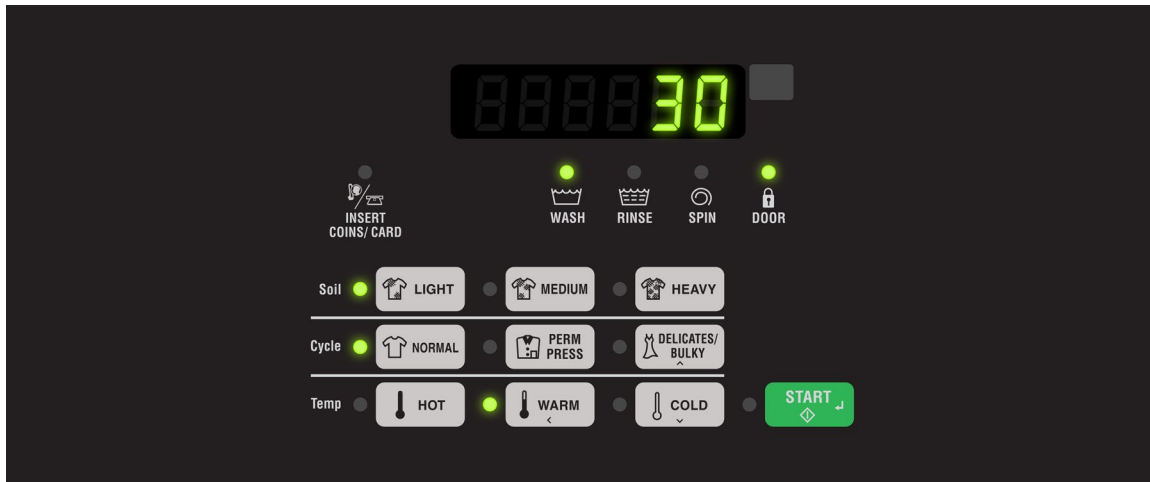 30
INSERT
COINS/ CARD
WASH
RINSE
SPIN
DOOR
Soil
LIGHT
MEDIUM
HEAVY
Cycle
NORMAL
PERM
PRESS
DELICATES/
BULKY
Temp
HOT
WARM
COLD
START